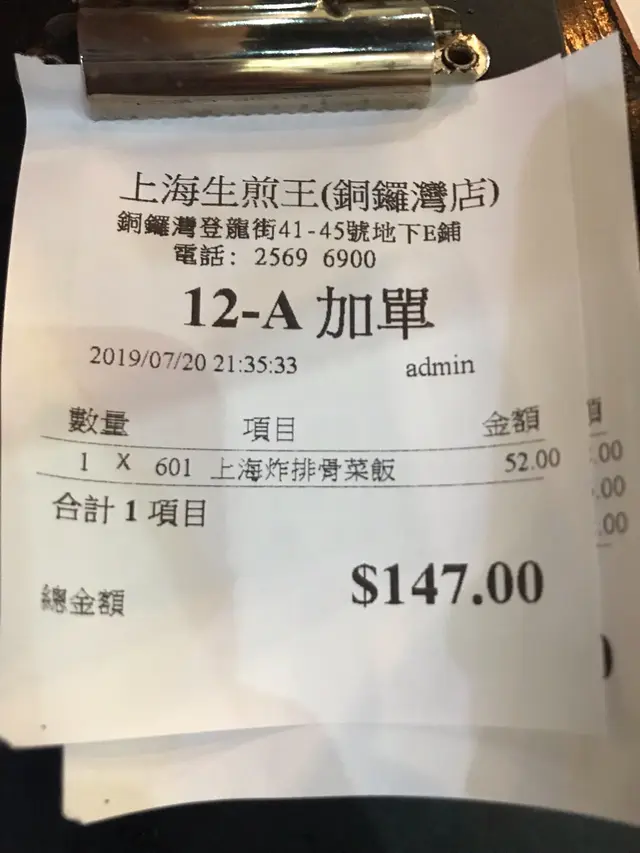 上海生煎王(銅鑼灣店)
銅鑼灣登龍街41-45號地下E鋪
電話: 2569 6900
12-A 加單
2019/07/20 21:35:33 admin
數量 項目 金額
1 X 601 上海炸排骨菜飯 52.00
合計 1 項目
總金額 $147.00
.00
.00
.00